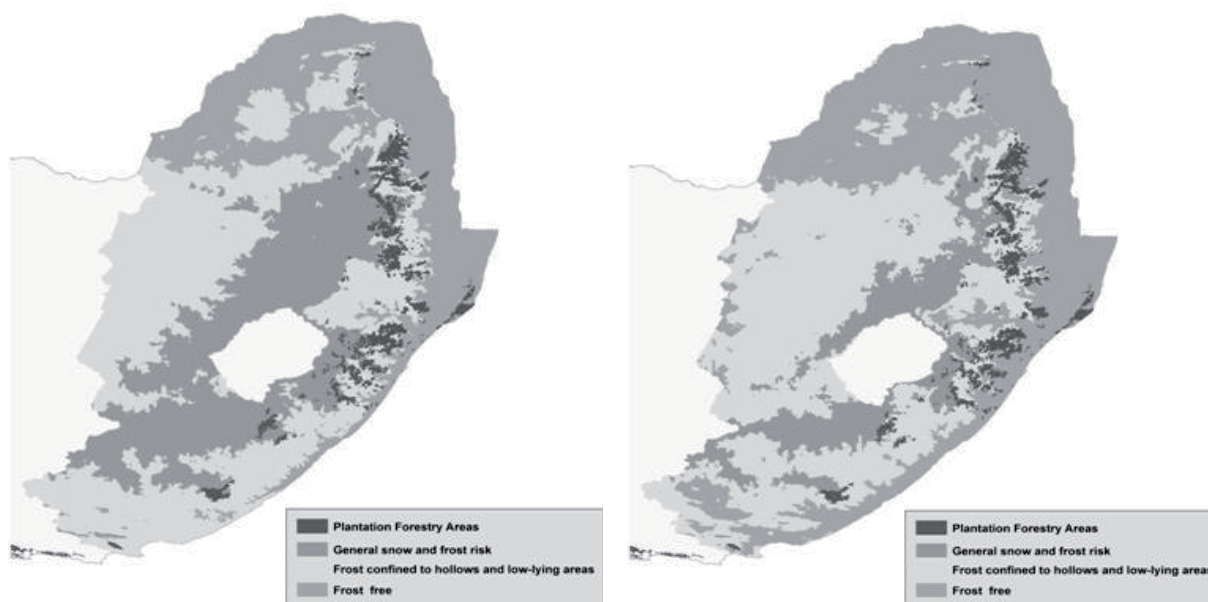 Plantation Forestry Areas
General snow and frost risk
Frost confined to hollows and low-lying areas
Frost free
Plantation Forestry Areas
General snow and frost risk
Frost confined to hollows and low-lying areas
Frost free